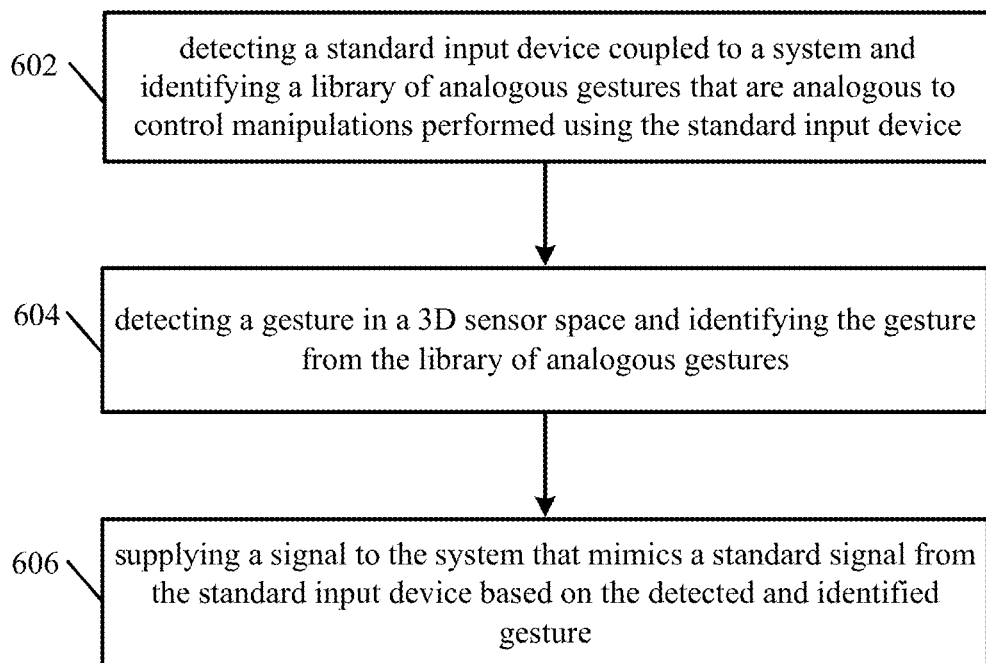 602
detecting a standard input device coupled to a system and
identifying a library of analogous gestures that are analogous to
control manipulations performed using the standard input device
604
detecting a gesture in a 3D sensor space and identifying the gesture
from the library of analogous gestures
606
supplying a signal to the system that mimics a standard signal from
the standard input device based on the detected and identified
gesture